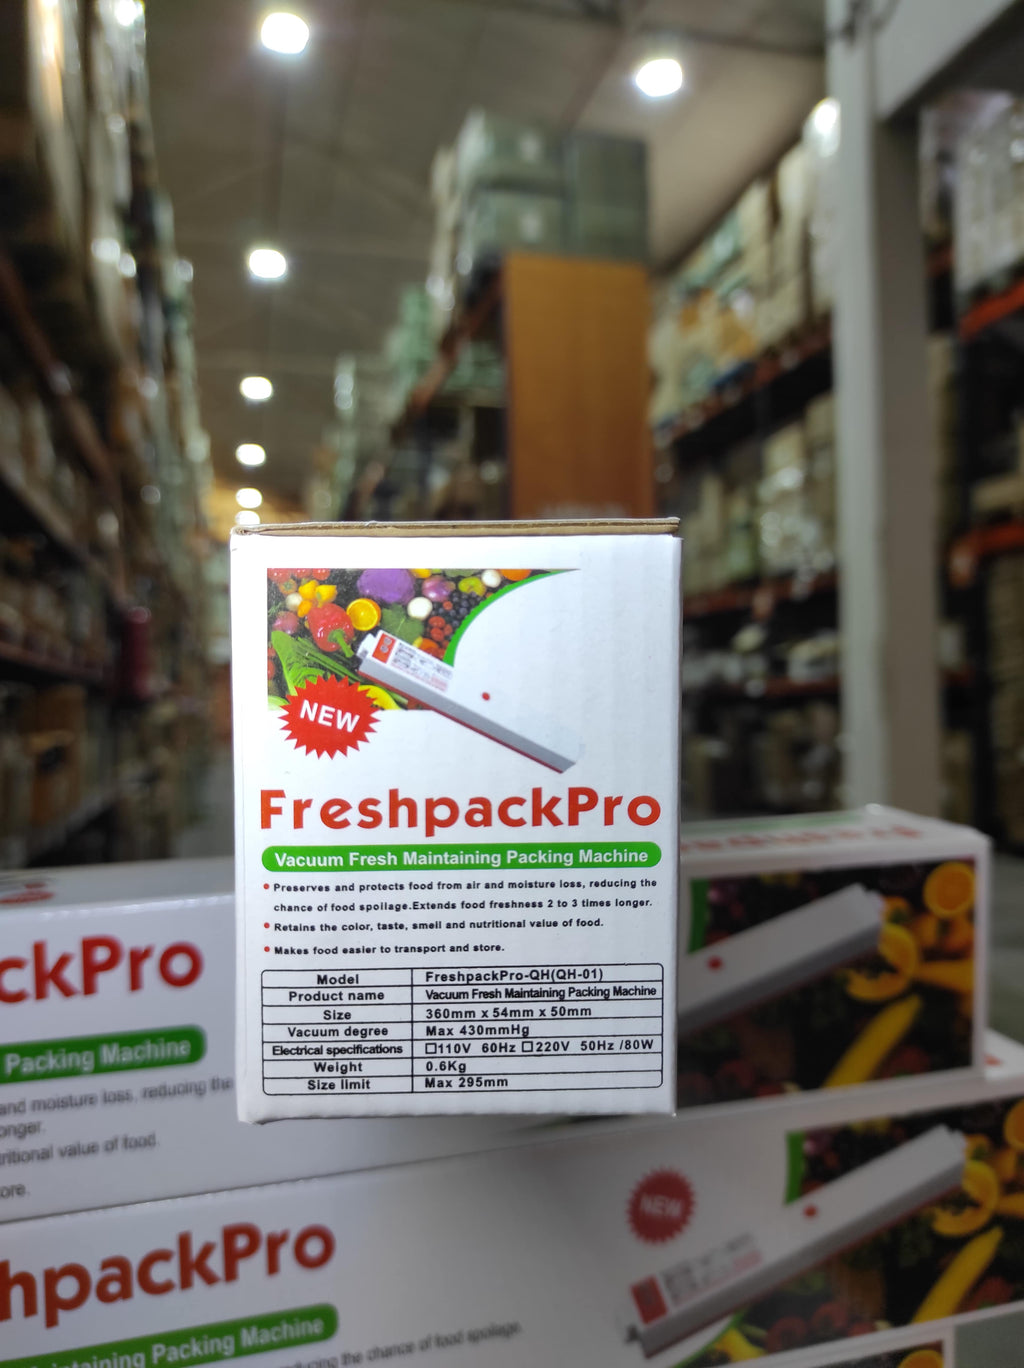 NEW
FreshpackPro
Vacuum Fresh Maintaining Packing Machine
Preserves and protects food from air and moisture loss, reducing the
chance of food spoilage.Extends food freshness 2 to 3 times longer.
Retains the color, taste, smell and nutritional value of food.
Makes food easier to transport and store.
Model FreshpackPro-QH(QH-01)
Product name Vacuum Fresh Maintaining Packing Machine
Size 360mm x 54mm x 50mm
Vacuum degree Max 430mmHg
Electrical specifications ☐110V 60Hz ☐220V 50Hz /80W
Weight 0.6Kg
Size limit Max 295mm
ckPro
Packing Machine
and moisture loss, reducing the
onger.
tritional value of food.
ore.
NEW
hpackPro
ntaining Packing Machine
ducing the chance of food spoilage.